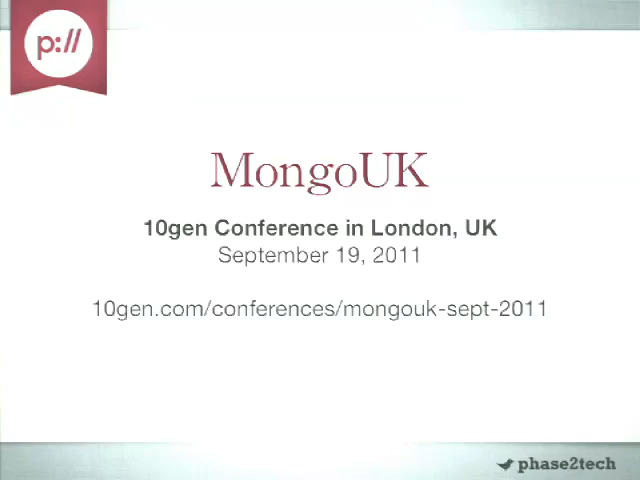 p://
MongoUK
10gen Conference in London, UK
September 19, 2011
10gen.com/conferences/mongouk-sept-2011
phase2tech